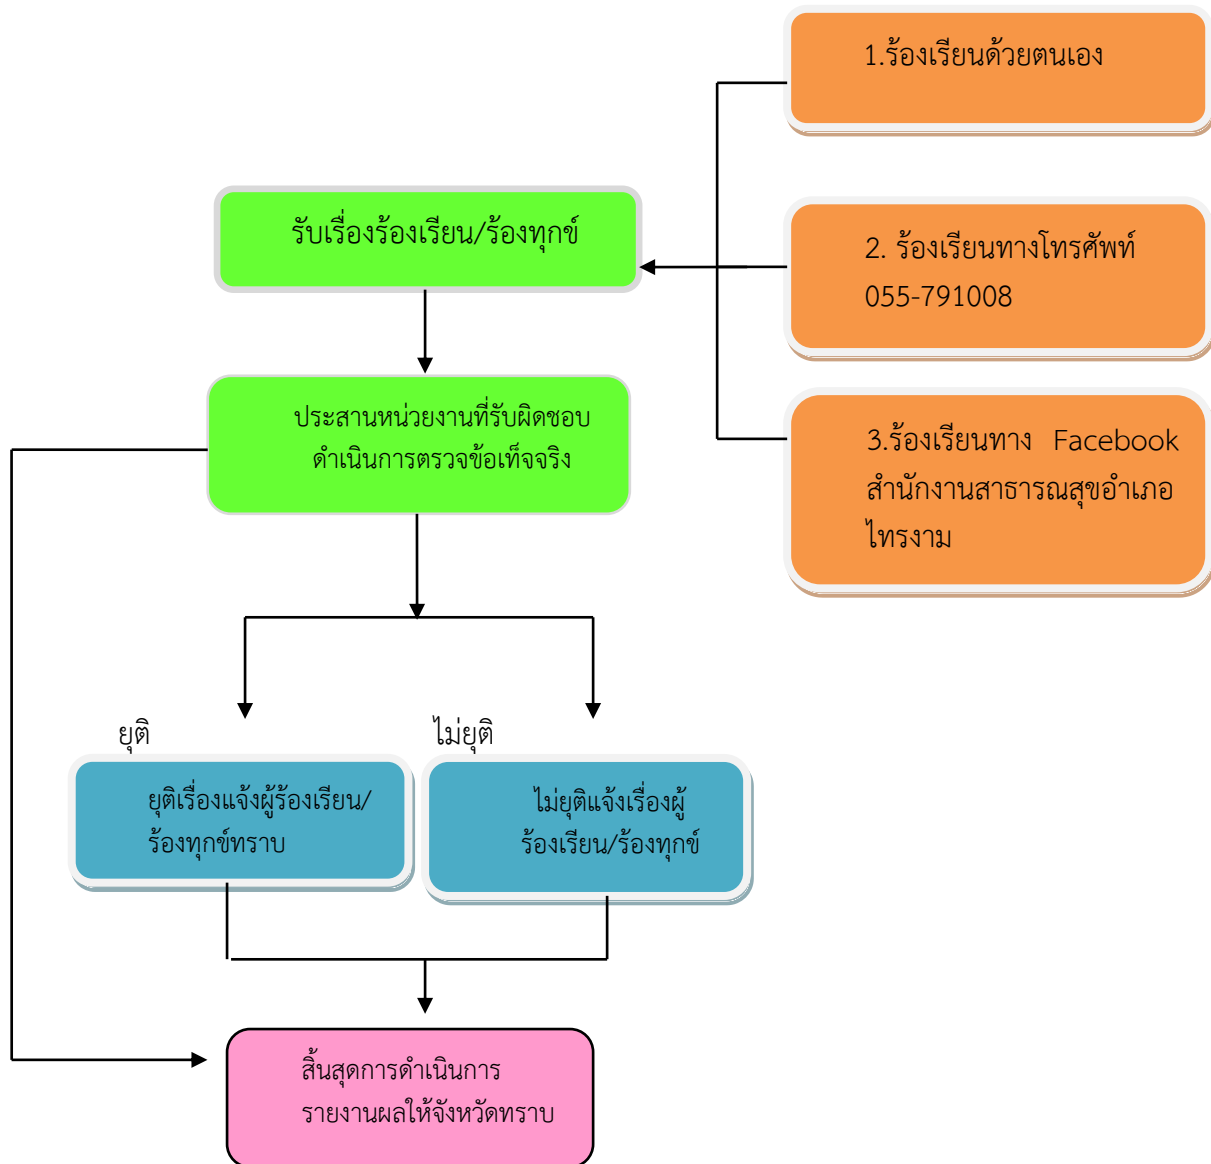 1.ร้องเรียนด้วยตนเอง
รับเรื่องร้องเรียน/ร้องทุกข์
2. ร้องเรียนทางโทรศัพท์
055-791008
ประสานหน่วยงานที่รับผิดชอบ
ดำเนินการตรวจข้อเท็จจริง
3.ร้องเรียนทาง Facebook
สำนักงานสาธารณสุขอำเภอ
ไทรงาม
ยุติ
ไม่ยุติ
ยุติเรื่องแจ้งผู้ร้องเรียน/
ร้องทุกข์ทราบ
ไม่ยุติแจ้งเรื่องผู้
ร้องเรียน/ร้องทุกข์
สิ้นสุดการดำเนินการ
รายงานผลให้จังหวัดทราบ